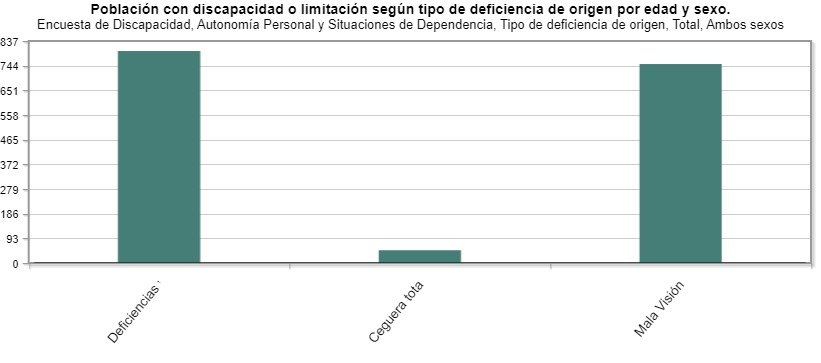 Población con discapacidad o limitación según tipo de deficiencia de origen por edad y sexo.
Encuesta de Discapacidad, Autonomía Personal y Situaciones de Dependencia, Tipo de deficiencia de origen, Total, Ambos sexos
837
744
651
558
465
372
279
186
93
0
Deficiencias
Ceguera tota
Mala Visión